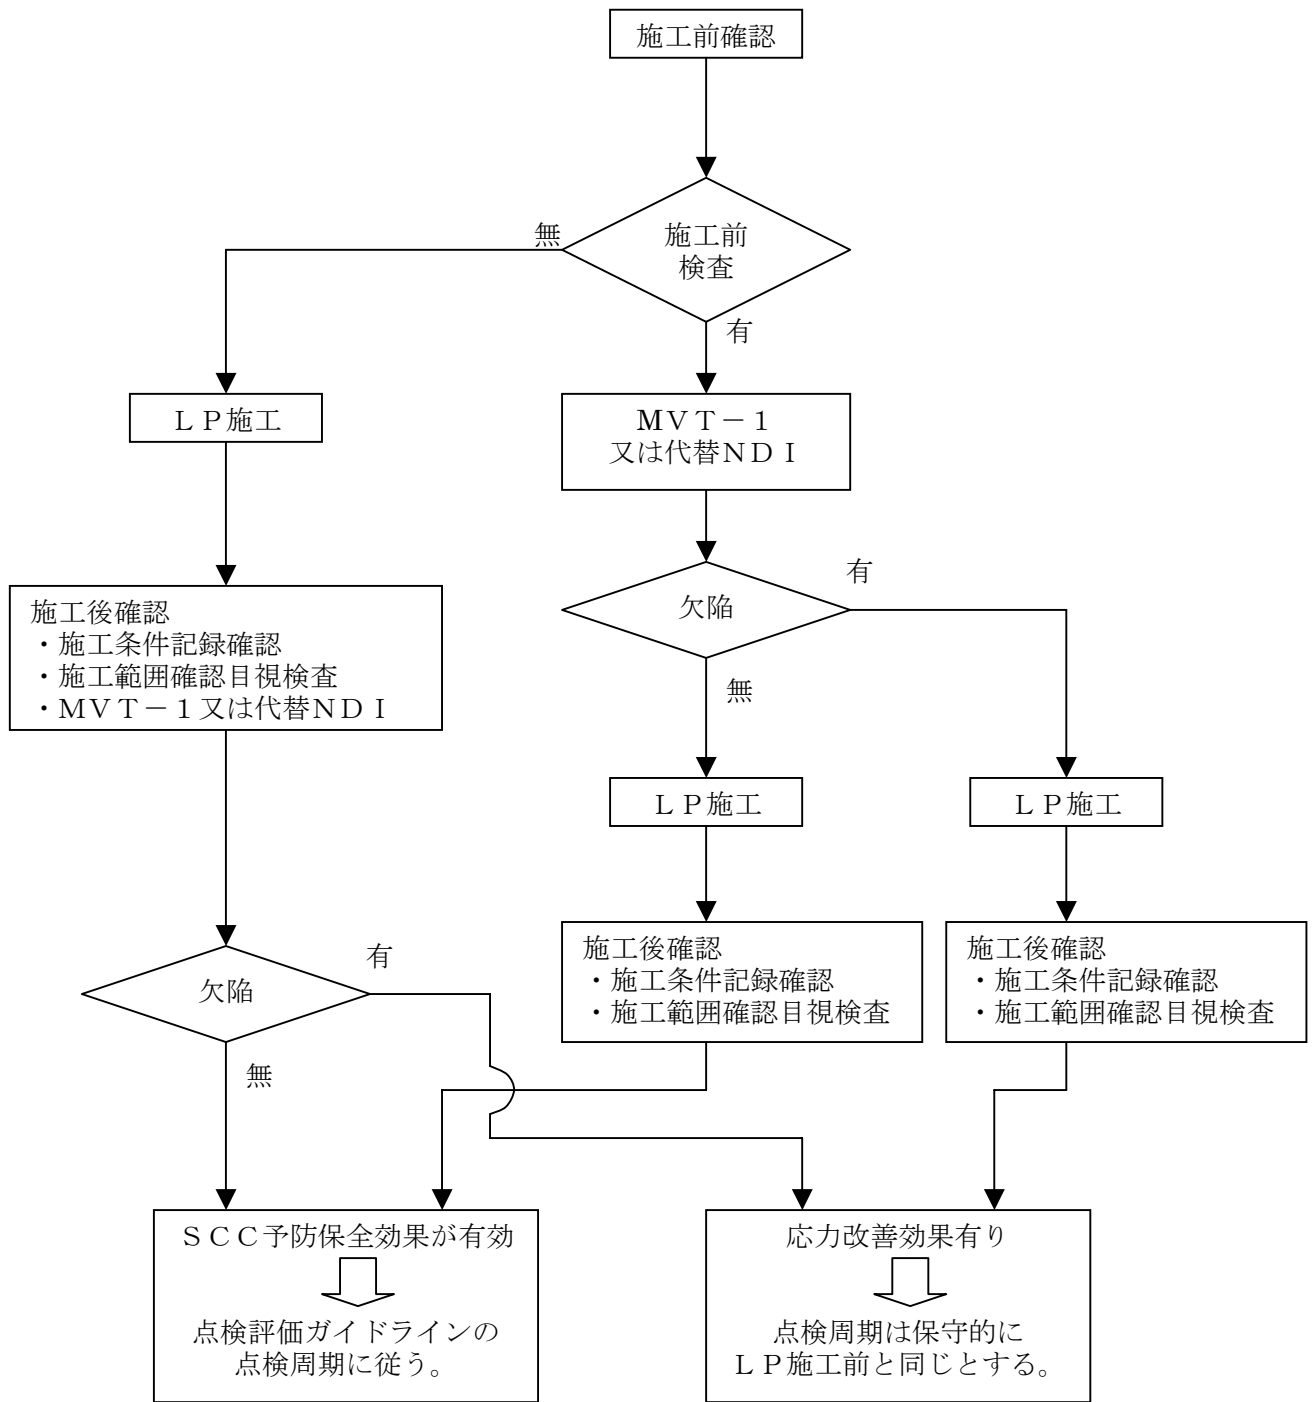 施工前確認
施工前
検査
無
有
ＬＰ施工
ＭＶＴ－１
又は代替ＮＤＩ
施工後確認
・施工条件記録確認
・施工範囲確認目視検査
・ＭＶＴ－１又は代替ＮＤＩ
欠陥
有
無
ＬＰ施工
ＬＰ施工
欠陥
有
無
施工後確認
・施工条件記録確認
・施工範囲確認目視検査
施工後確認
・施工条件記録確認
・施工範囲確認目視検査
ＳＣＣ予防保全効果が有効
点検評価ガイドラインの
点検周期に従う。
応力改善効果有り
点検周期は保守的に
ＬＰ施工前と同じとする。